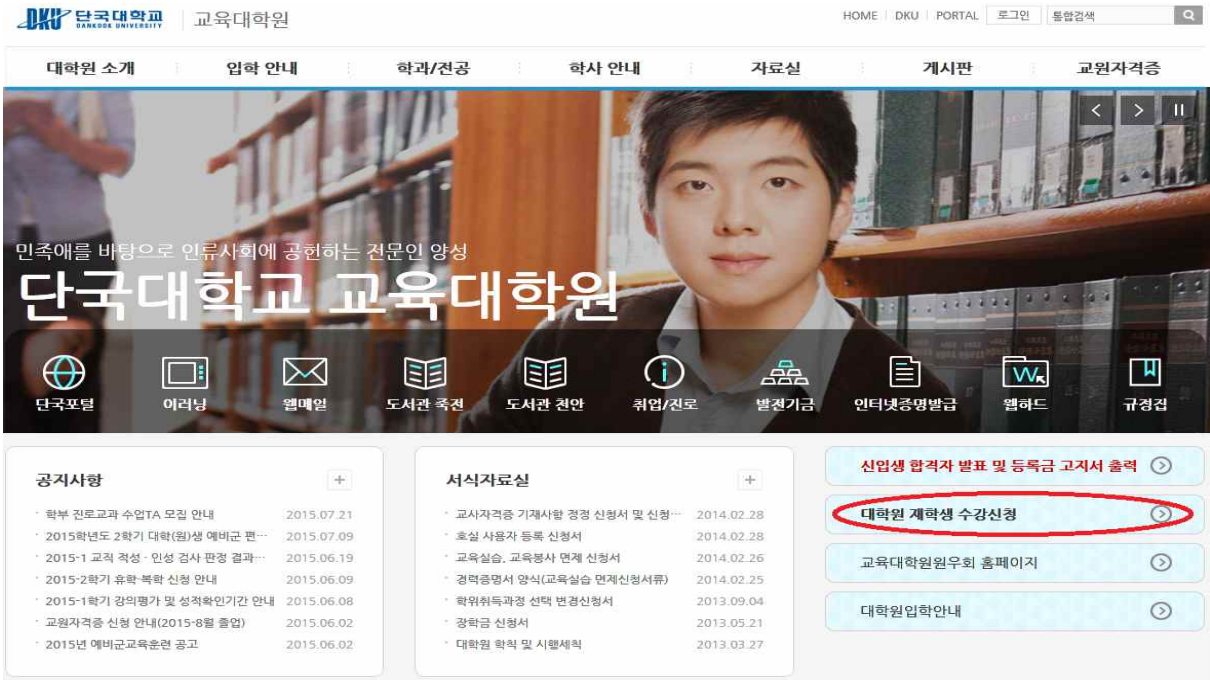 DKU 단국대학교 DANKOOK UNIVERSITY 교육대학원
HOME DKU PORTAL 로그인 통합검색
대학원 소개 입학 안내 학과/전공 학사 안내 자료실 게시판 교원자격증
민족애를 바탕으로 인류사회에 공헌하는 전문인 양성
단국대학교 교육대학원
단국포털 이러닝 웹메일 도서관 죽전 도서관 천안 취업/진로 발전기금 인터넷증명발급 웹하드 규정집
공지사항
학부 진로교과 수업TA 모집 안내 2015.07.21
2015학년도 2학기 대학(원)생 예비군 편… 2015.07.09
2015-1 교직 적성 · 인성 검사 판정 결과… 2015.06.19
2015-2학기 휴학·복학 신청 안내 2015.06.09
2015-1학기 강의평가 및 성적확인기간 안내 2015.06.08
교원자격증 신청 안내(2015-8월 졸업) 2015.06.02
2015년 예비군교육훈련 공고 2015.06.02
서식자료실
교사자격증 기재사항 정정 신청서 및 신청… 2014.02.28
호실 사용자 등록 신청서 2014.02.28
교육실습, 교육봉사 면제 신청서 2014.02.26
경력증명서 양식(교육실습 면제신청서류) 2014.02.25
학위취득과정 선택 변경신청서 2013.09.04
장학금 신청서 2013.05.21
대학원 학칙 및 시행세칙 2013.03.27
신입생 합격자 발표 및 등록금 고지서 출력
대학원 재학생 수강신청
교육대학원원우회 홈페이지
대학원입학안내